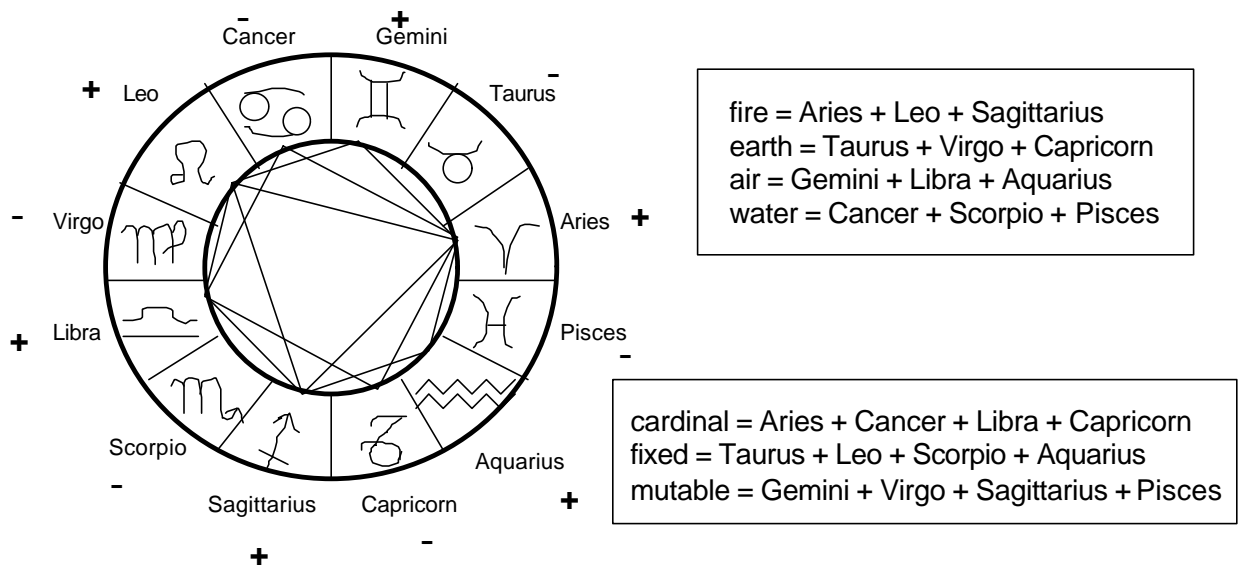 -
+
Cancer
Gemini
+
Leo
Taurus
-
-
Virgo
Aries
+
+
Libra
Pisces
-
Scorpio
-
Sagittarius
Capricorn
Aquarius
+
+
-
fire = Aries + Leo + Sagittarius
earth = Taurus + Virgo + Capricorn
air = Gemini + Libra + Aquarius
water = Cancer + Scorpio + Pisces
cardinal = Aries + Cancer + Libra + Capricorn
fixed = Taurus + Leo + Scorpio + Aquarius
mutable = Gemini + Virgo + Sagittarius + Pisces